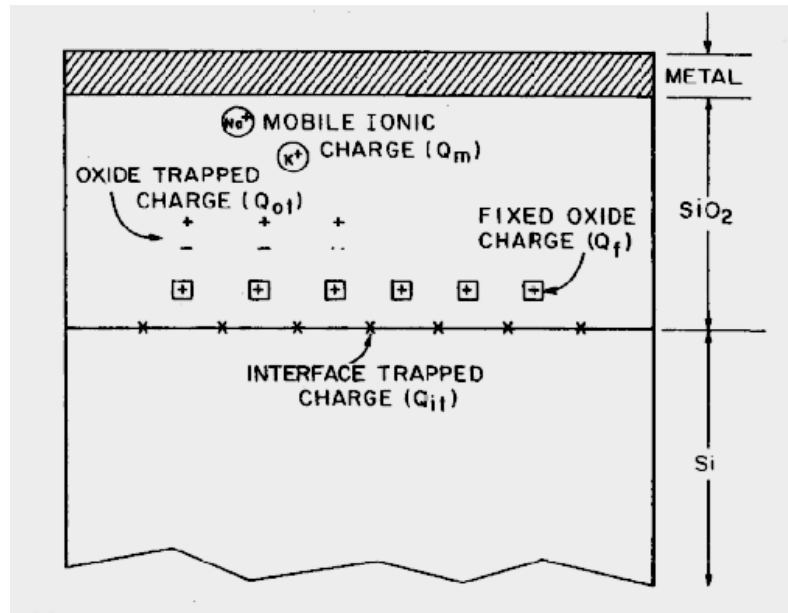 METAL
Na+ MOBILE IONIC
K+ CHARGE (Qm)
OXIDE TRAPPED
CHARGE (Qot)
+ + +
– –
FIXED OXIDE
CHARGE (Qf)
SiO2
+ + + + + +
x x x x x x x
INTERFACE TRAPPED
CHARGE (Qit)
Si